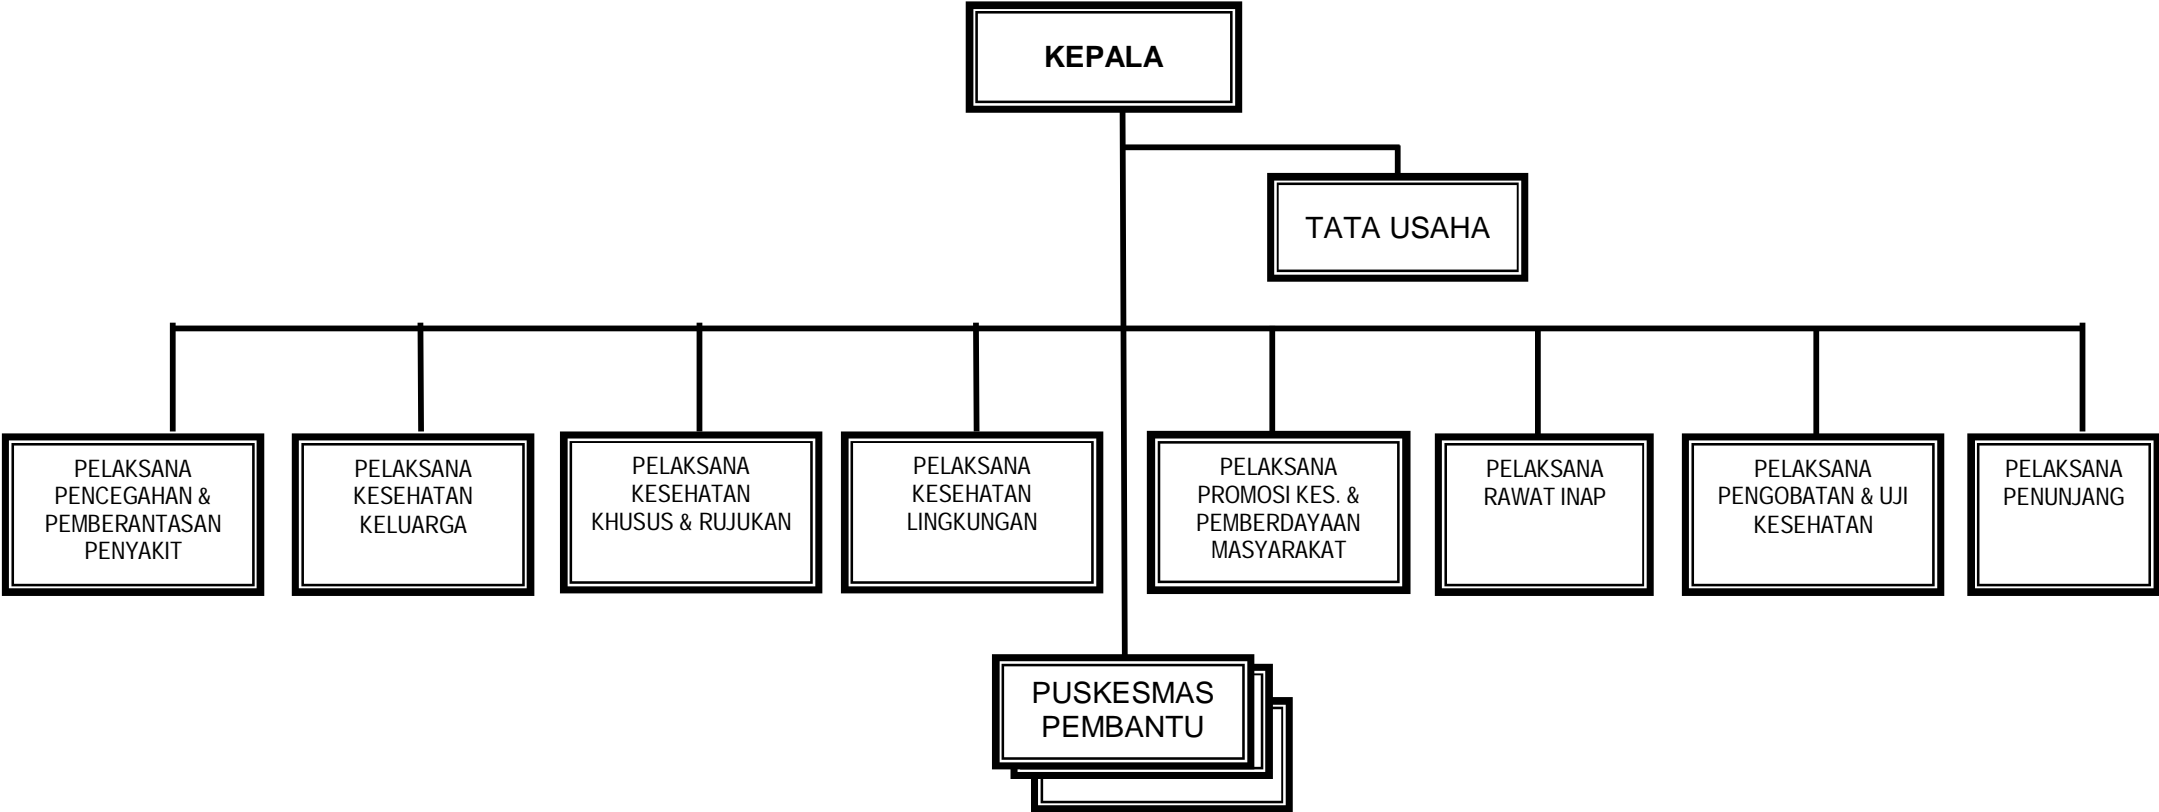 KEPALA
TATA USAHA
PELAKSANA
PENCEGAHAN &
PEMBERANTASAN
PENYAKIT
PELAKSANA
KESEHATAN
KELUARGA
PELAKSANA
KESEHATAN
KHUSUS & RUJUKAN
PELAKSANA
KESEHATAN
LINGKUNGAN
PELAKSANA
PROMOSI KES. &
PEMBERDAYAAN
MASYARAKAT
PELAKSANA
RAWAT INAP
PELAKSANA
PENGOBATAN & UJI
KESEHATAN
PELAKSANA
PENUNJANG
PUSKESMAS
PEMBANTU